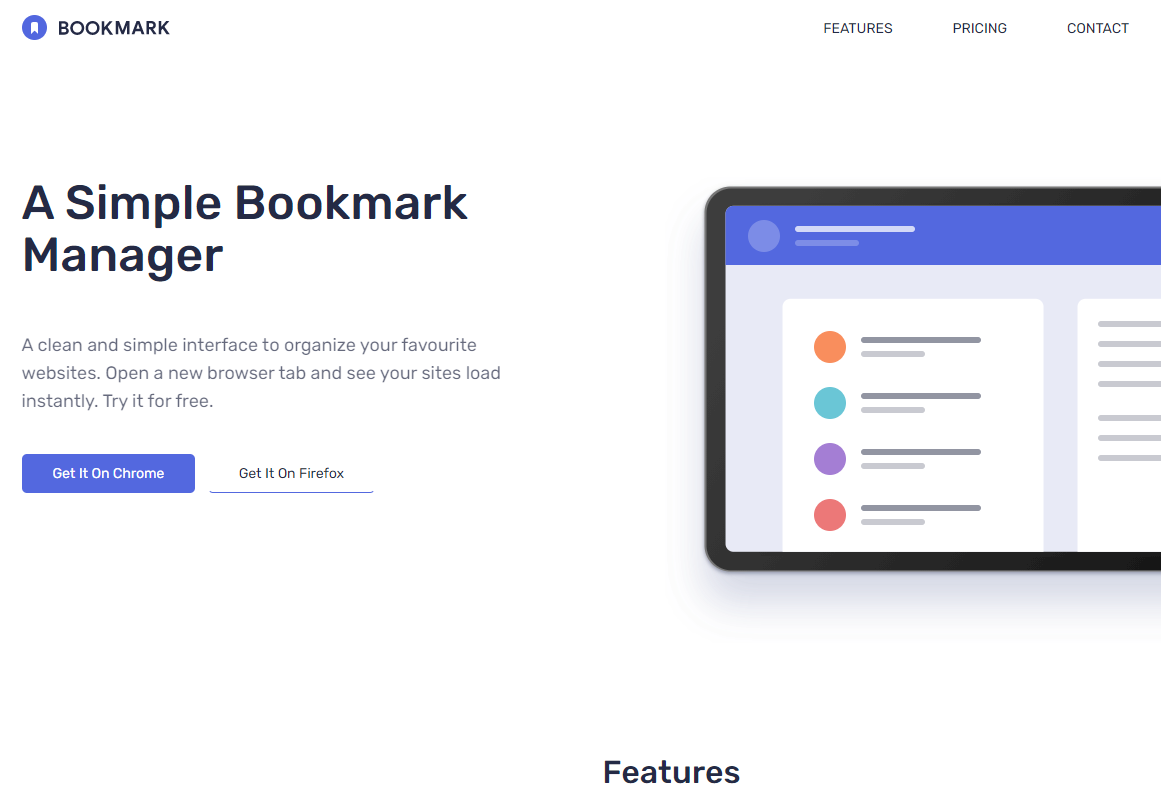 BOOKMARK
FEATURES
PRICING
CONTACT
A Simple Bookmark
Manager
A clean and simple interface to organize your favourite
websites. Open a new browser tab and see your sites load
instantly. Try it for free.
Get It On Chrome
Get It On Firefox
Features